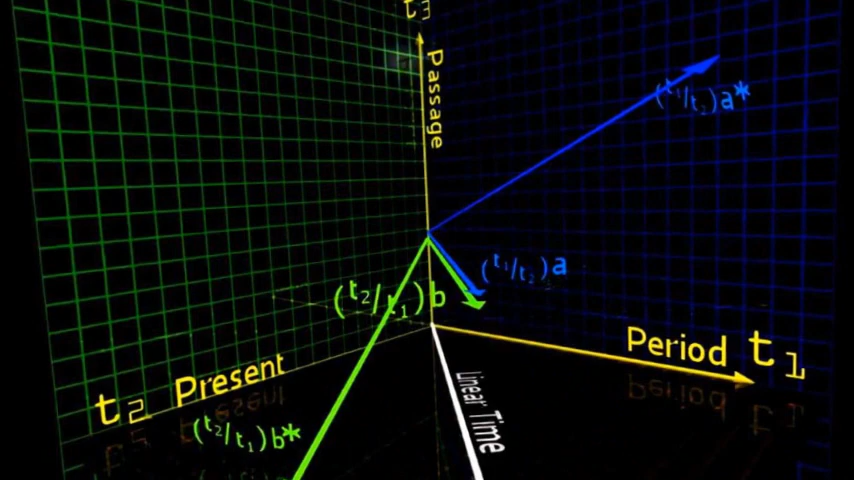 t3
Passage
(t1/t2)a*
(t1/t2)a
(t2/t1)b
Period t1
t2 Present
(t2/t1)b*
Linear Time